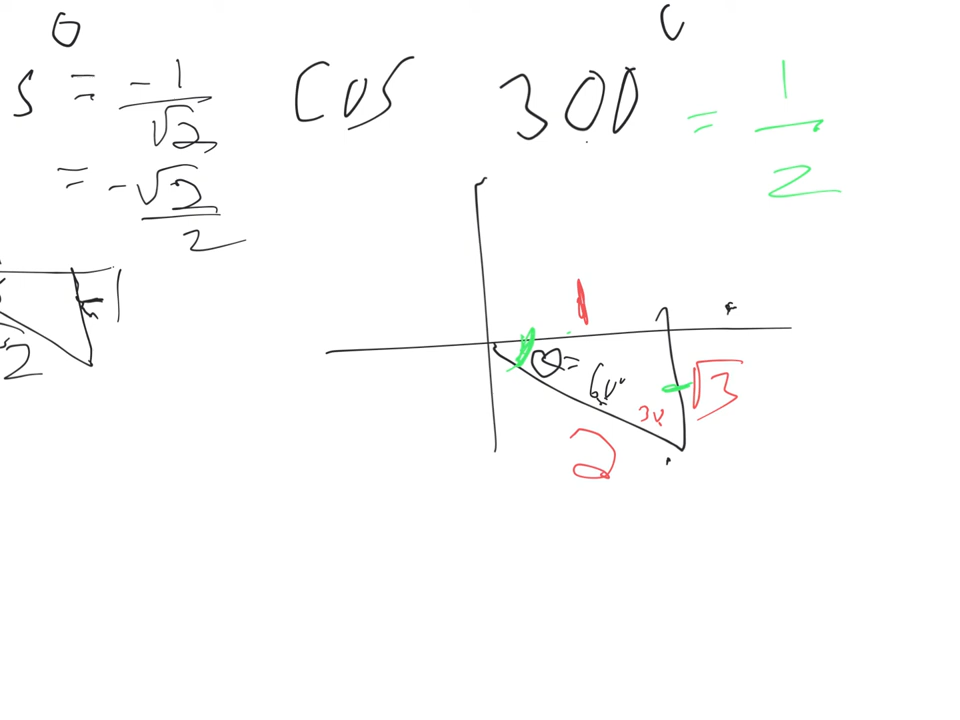 s = -1/√2
= -√2/2
1
2
cos 300° = 1/2
1
θ = 60°
30
√3
2